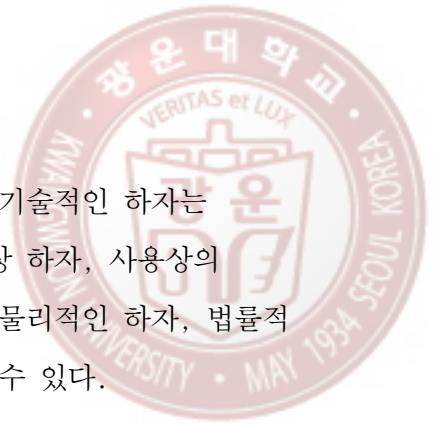 광운대학교
VERITAS et LUX
광운
KWANGWOON UNIVERSITY • MAY 1934 SEOUL KOREA
기술적인 하자는
상 하자, 사용상의
물리적인 하자, 법률적
수 있다.